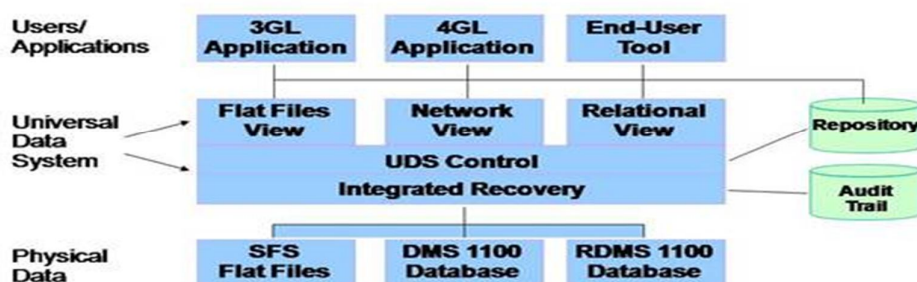 Users/
Applications
3GL
Application
4GL
Application
End-User
Tool
Universal
Data
System
Flat Files
View
Network
View
Relational
View
Repository
UDS Control
Integrated Recovery
Audit
Trail
Physical
Data
SFS
Flat Files
DMS 1100
Database
RDMS 1100
Database